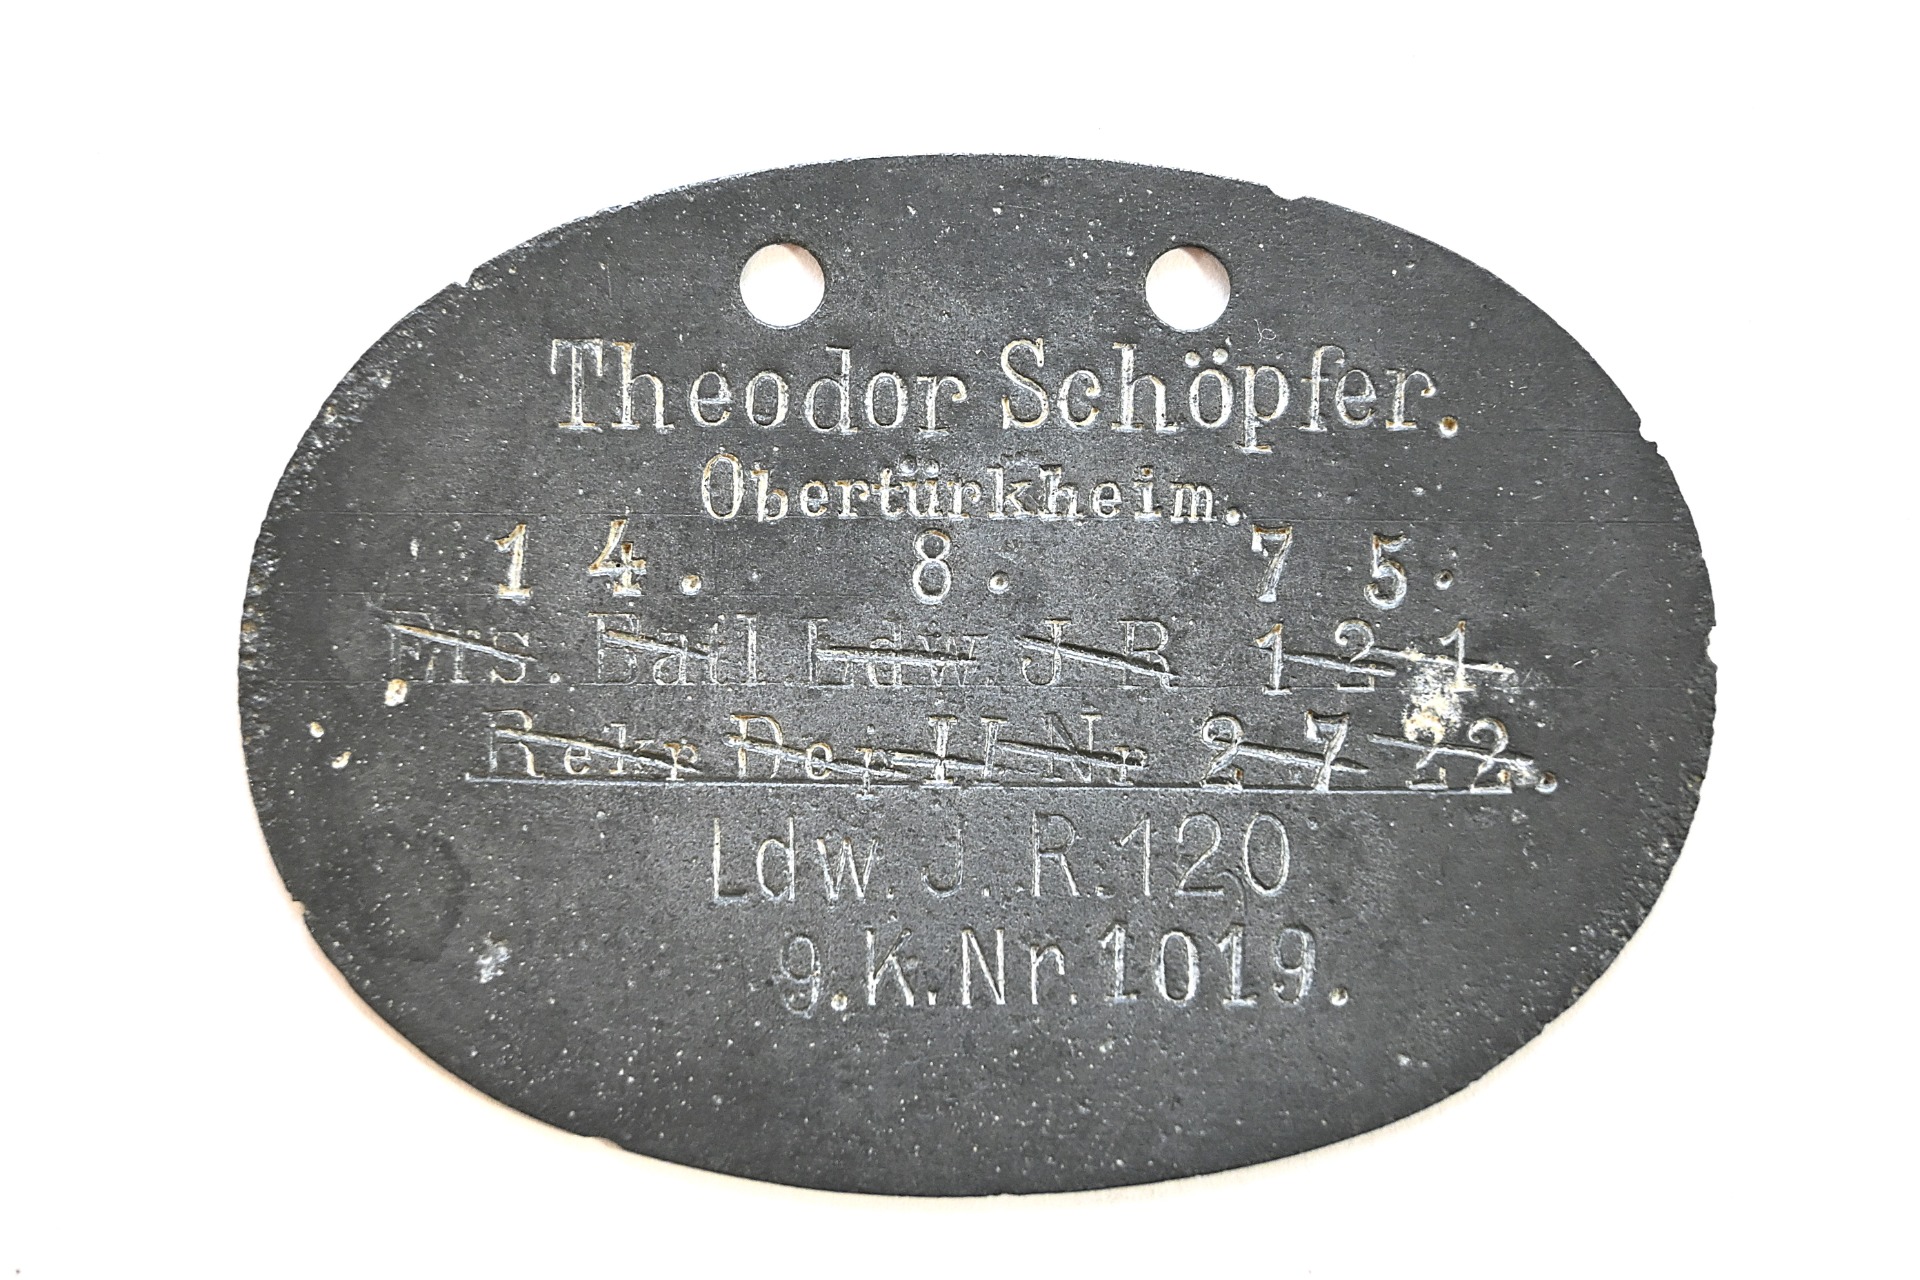 Theodor Schöpfer.
Obertürkheim.
14. 8. 75.
Ers. Batl. Ldw. J R 121.
Rekr Dep II Nr 2722.
Ldw. J. R. 120
9. K. Nr. 1019.